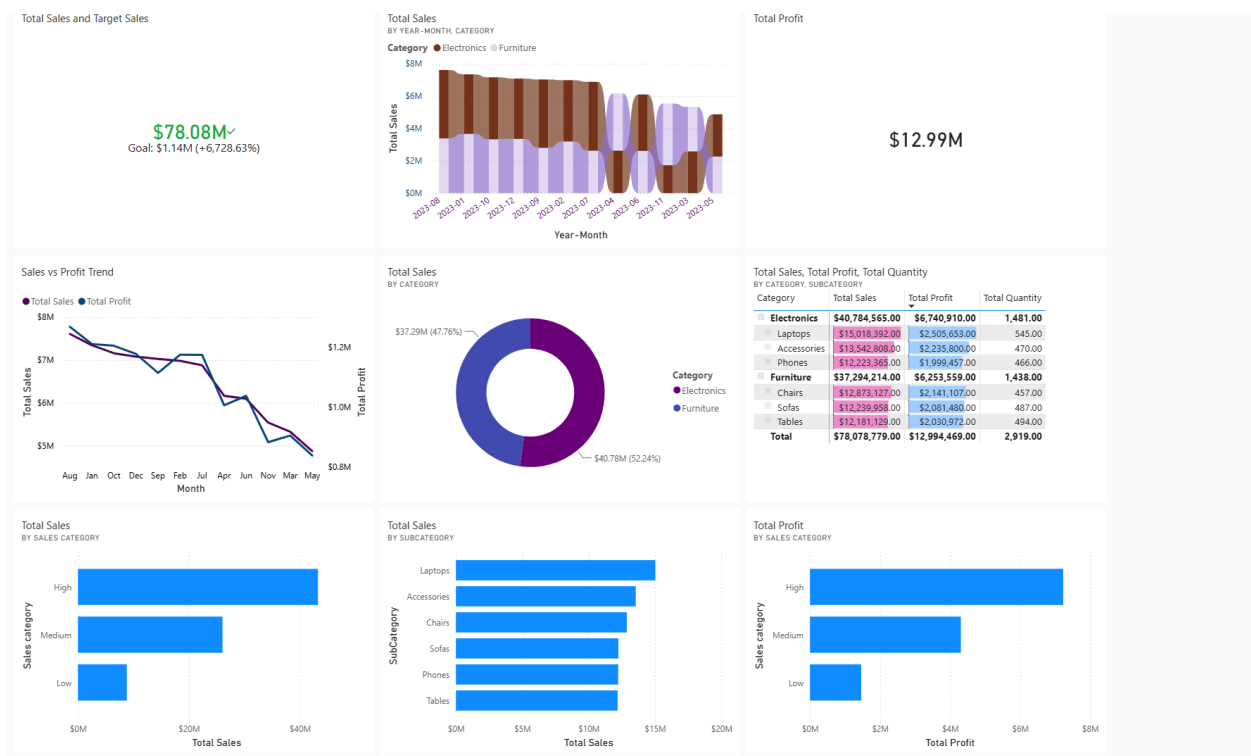 Total Sales and Target Sales
$78.08M✓
Goal: $1.14M (+6,728.63%)
Total Sales
BY YEAR-MONTH, CATEGORY
Category Electronics Furniture
$8M
$6M
$4M
$2M
$0M
Total Sales
2023-08 2023-01 2023-10 2023-12 2023-09 2023-02 2023-07 2023-04 2023-06 2023-11 2023-03 2023-05
Year-Month
Total Profit
$12.99M
Sales vs Profit Trend
Total Sales Total Profit
$8M
$7M
$6M
$5M
Total Sales
$1.2M
$1.0M
$0.8M
Total Profit
Aug Jan Oct Dec Sep Feb Jul Apr Jun Nov Mar May
Month
Total Sales
BY CATEGORY
$37.29M (47.76%)
$40.78M (52.24%)
Category
Electronics
Furniture
Total Sales, Total Profit, Total Quantity
BY CATEGORY, SUBCATEGORY
Category Total Sales Total Profit Total Quantity
Electronics $40,784,565.00 $6,740,910.00 1,481.00
Laptops $15,018,392.00 $2,505,653.00 545.00
Accessories $13,542,808.00 $2,235,800.00 470.00
Phones $12,223,365.00 $1,999,457.00 466.00
Furniture $37,294,214.00 $6,253,559.00 1,438.00
Chairs $12,873,127.00 $2,141,107.00 457.00
Sofas $12,239,958.00 $2,081,480.00 487.00
Tables $12,181,129.00 $2,030,972.00 494.00
Total $78,078,779.00 $12,994,469.00 2,919.00
Total Sales
BY SALES CATEGORY
Sales category
High
Medium
Low
$0M $20M $40M
Total Sales
Total Sales
BY SUBCATEGORY
SubCategory
Laptops
Accessories
Chairs
Sofas
Phones
Tables
$0M $5M $10M $15M $20M
Total Sales
Total Profit
BY SALES CATEGORY
Sales category
High
Medium
Low
$0M $2M $4M $6M $8M
Total Profit